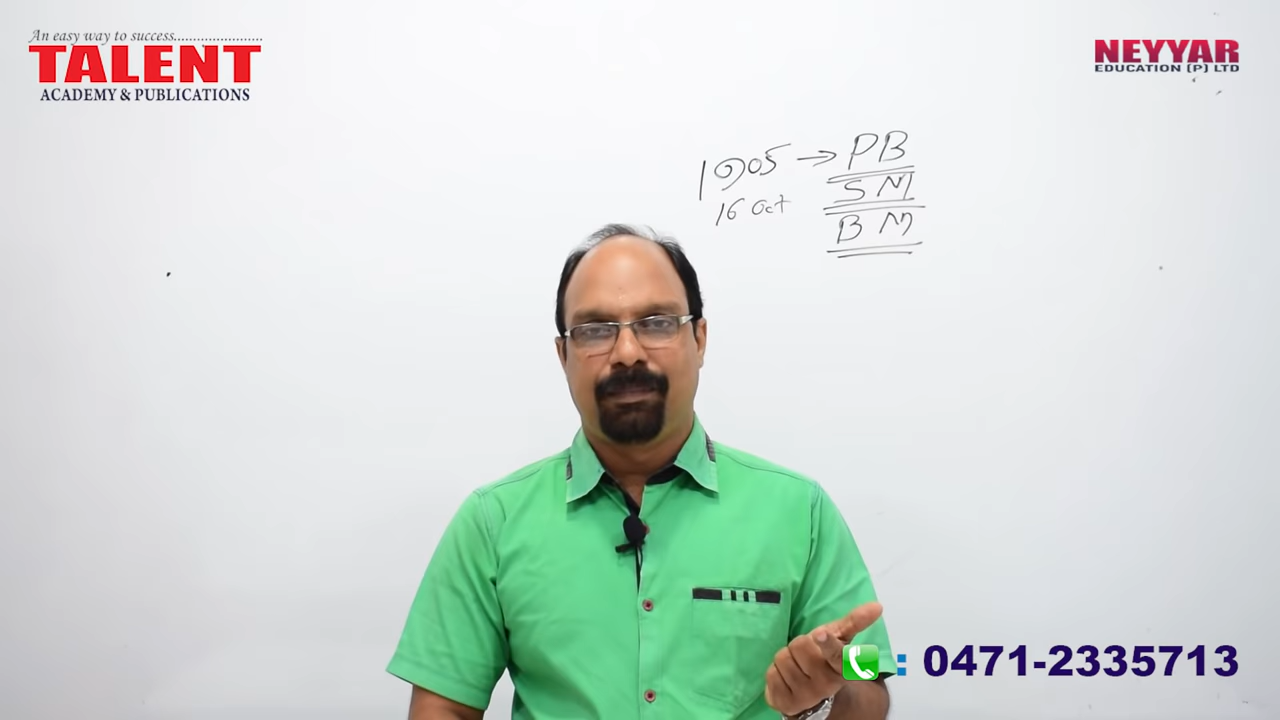 An easy way to success......................
TALENT
ACADEMY & PUBLICATIONS
NEYYAR
EDUCATION (P) LTD
1905 → PB
16 Oct
SM
BM
: 0471-2335713